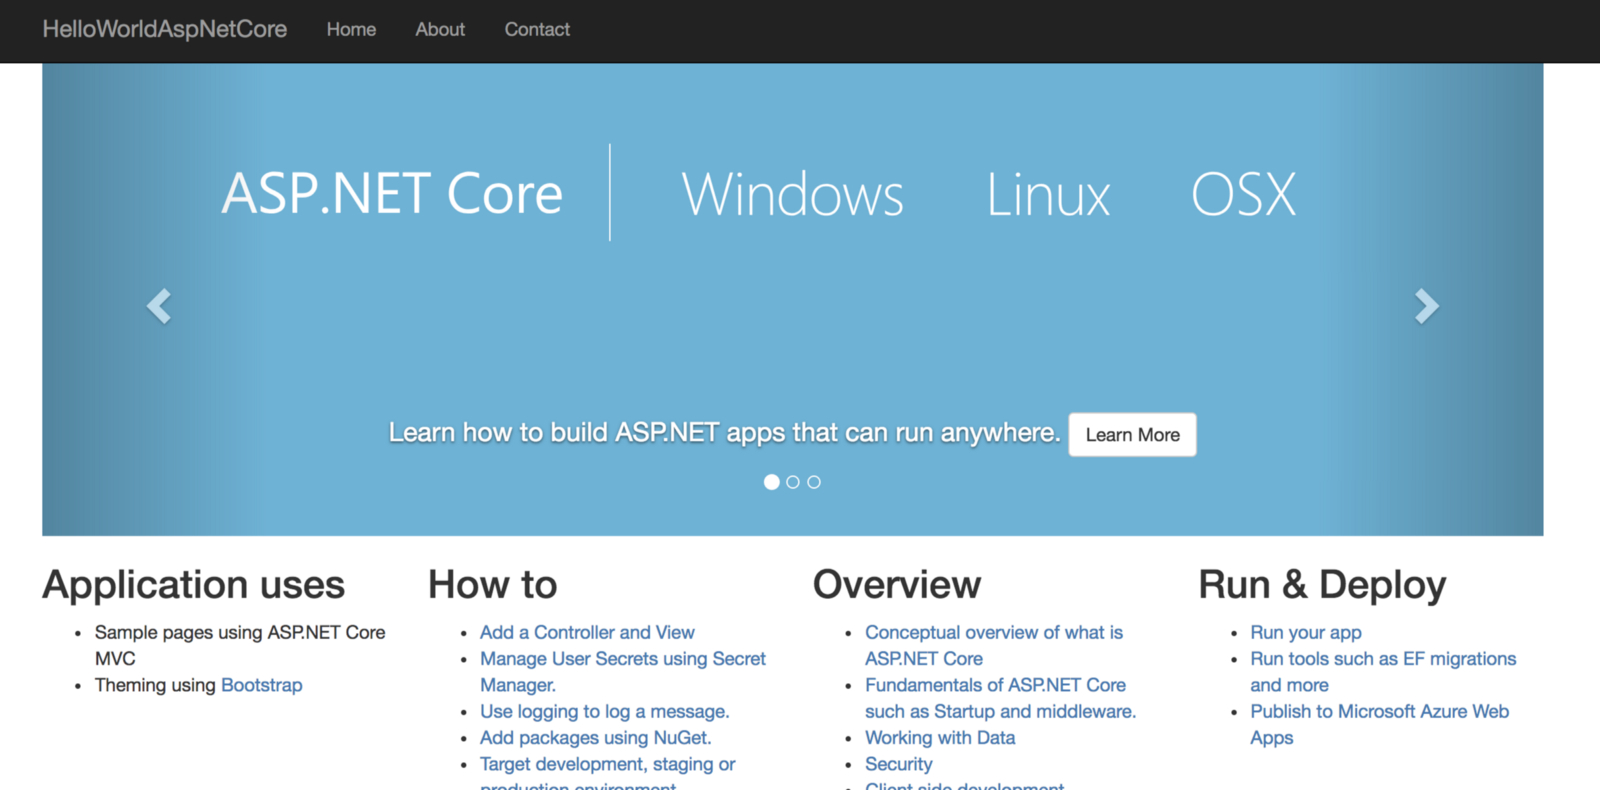 HelloWorldAspNetCore Home About Contact
ASP.NET Core Windows Linux OSX
Learn how to build ASP.NET apps that can run anywhere. Learn More
Application uses
Sample pages using ASP.NET Core
MVC
Theming using Bootstrap
How to
Add a Controller and View
Manage User Secrets using Secret
Manager.
Use logging to log a message.
Add packages using NuGet.
Target development, staging or
production environment.
Overview
Conceptual overview of what is
ASP.NET Core
Fundamentals of ASP.NET Core
such as Startup and middleware.
Working with Data
Security
Client side development
Run & Deploy
Run your app
Run tools such as EF migrations
and more
Publish to Microsoft Azure Web
Apps